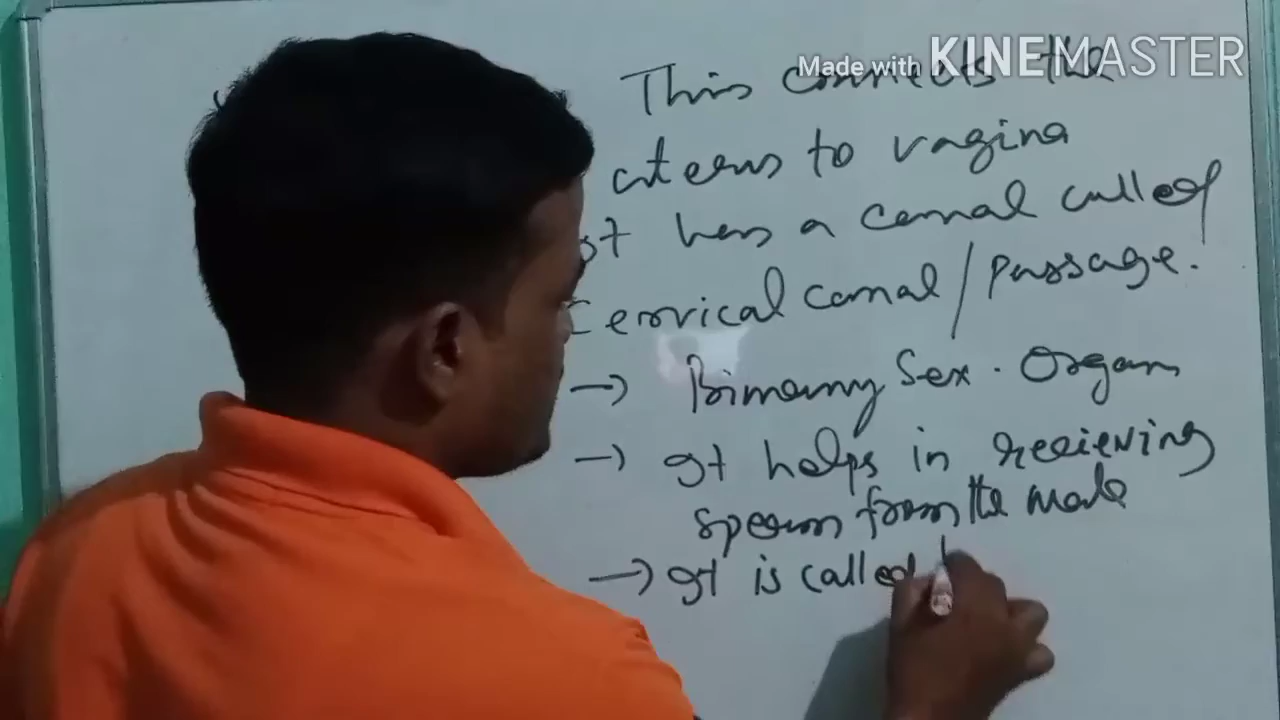 Made with KINEMASTER
This connects the
uterus to vagina
It has a canal called
cervical canal / passage.
→ Primary Sex. Organ
→ It helps in recieving
sperm from the male
→ It is called